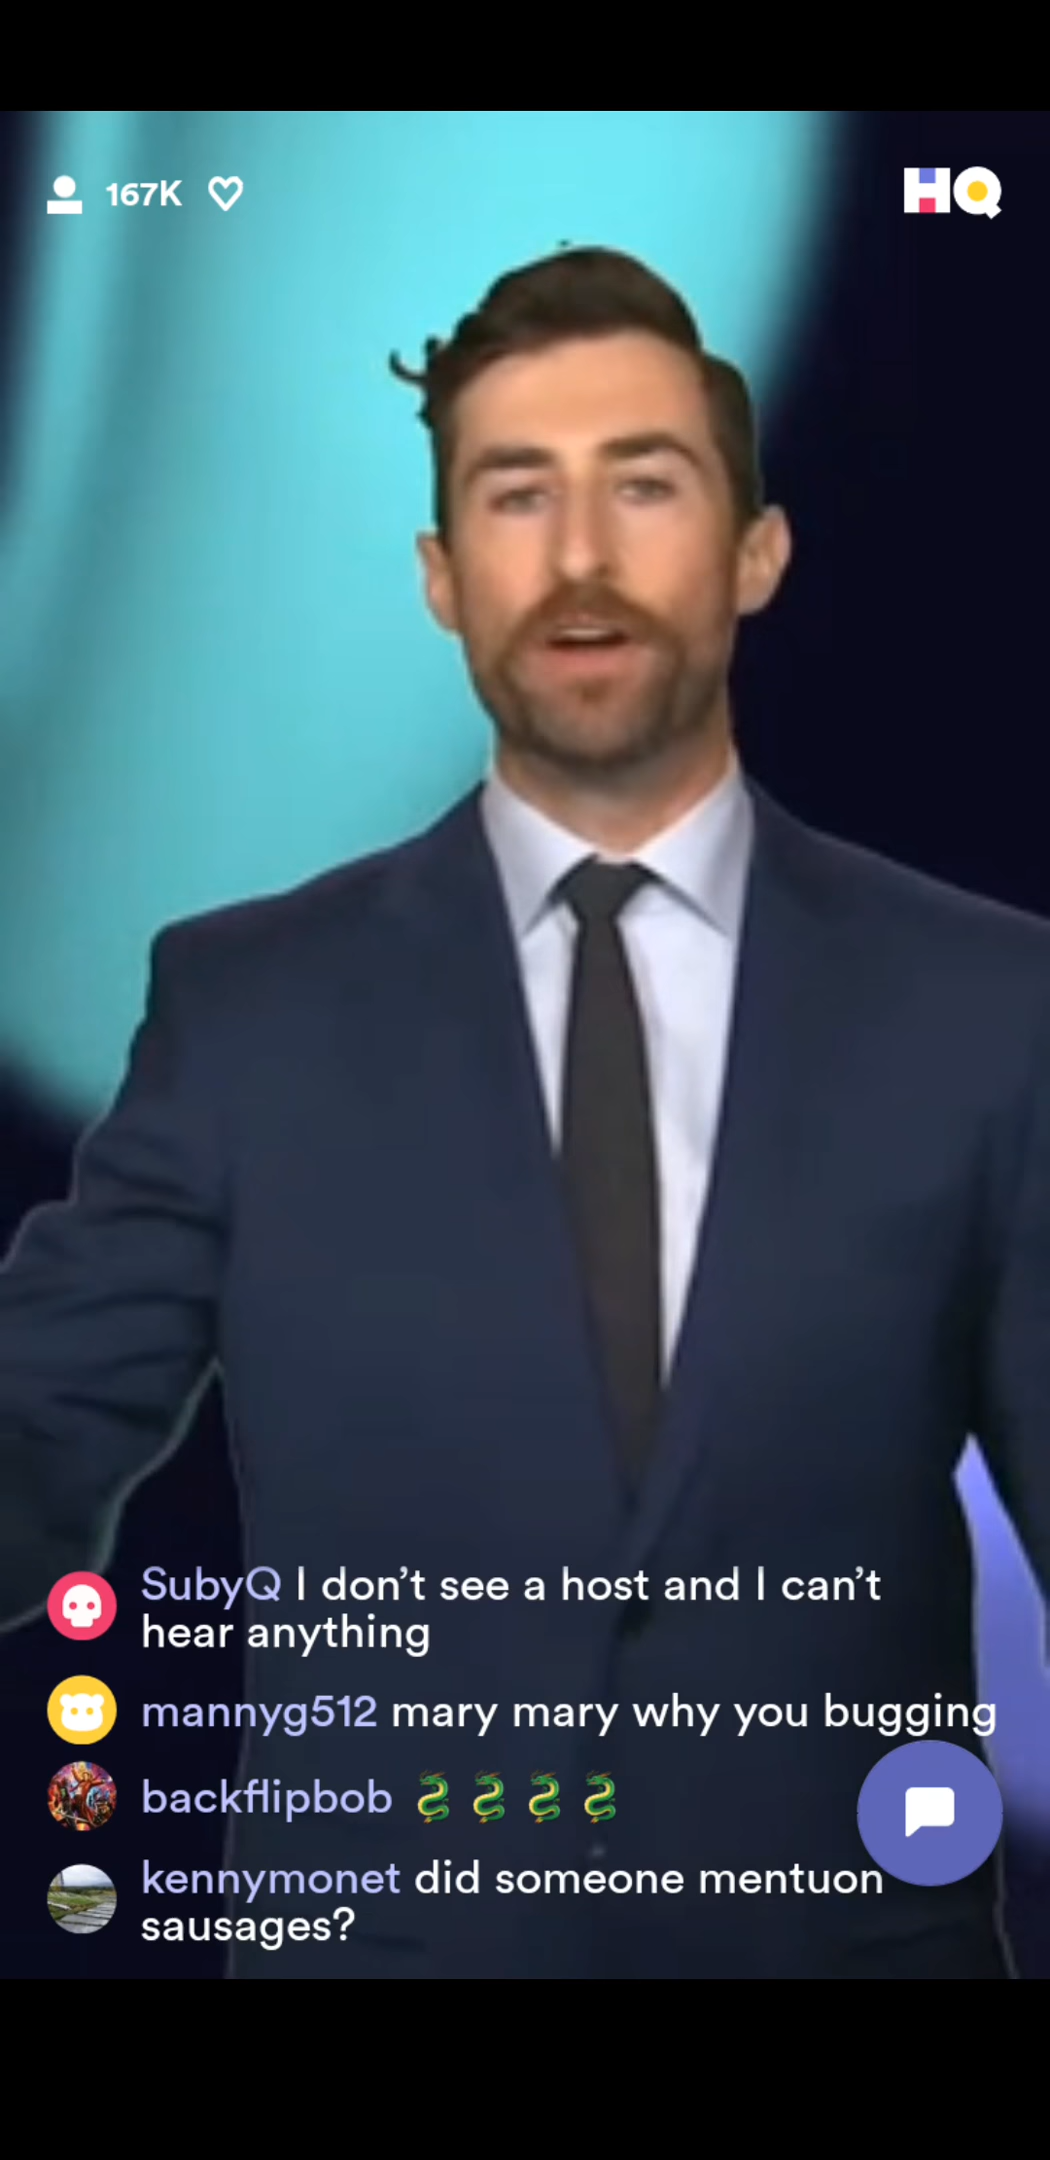 167K
HQ
SubyQ I don't see a host and I can't
hear anything
mannyg512 mary mary why you bugging
backflipbob 🐉 🐉 🐉 🐉
kennymonet did someone mentuon
sausages?